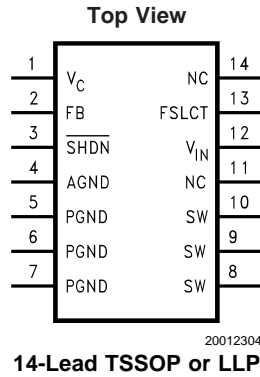 Top View
1 V_C NC 14
2 FB FSLCT 13
3 SHDN V_IN 12
4 AGND NC 11
5 PGND SW 10
6 PGND SW 9
7 PGND SW 8
20012304
14-Lead TSSOP or LLP